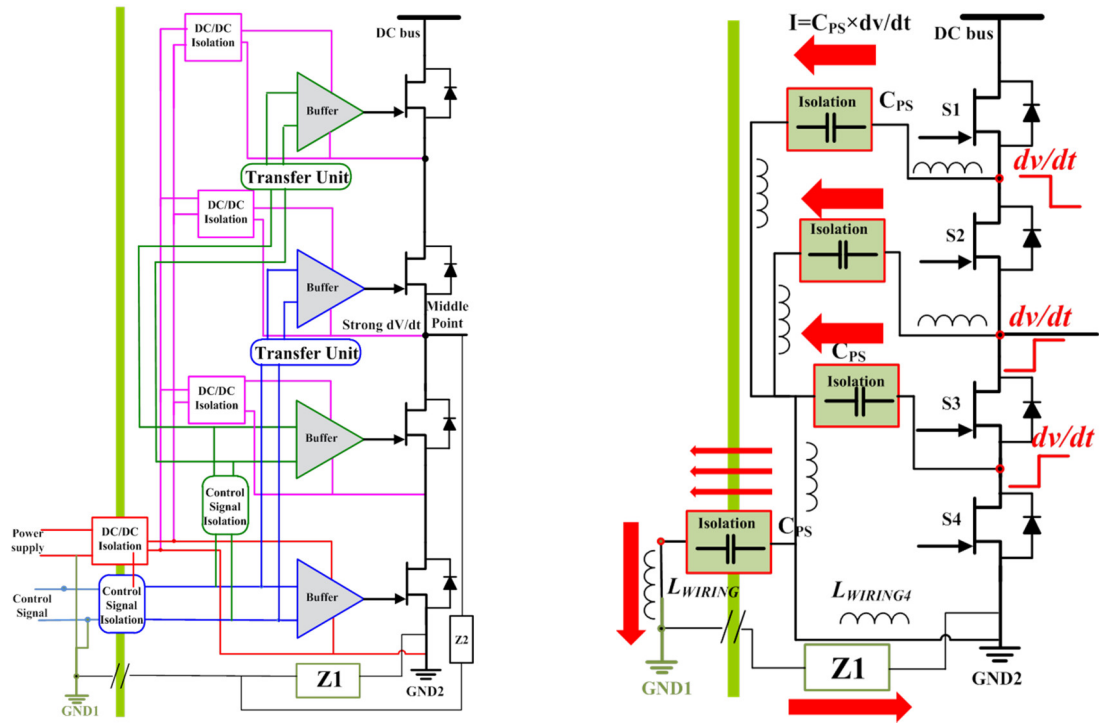 DC/DC
Isolation
DC bus
Buffer
Transfer Unit
DC/DC
Isolation
Buffer
Middle
Point
Strong dV/dt
Transfer Unit
DC/DC
Isolation
Buffer
Control
Signal
Isolation
Power
supply
DC/DC
Isolation
Control
Signal
Control
Signal
Isolation
Buffer
Z2
Z1
GND1
GND2
I=CPS×dv/dt
DC bus
Isolation
CPS
S1
dv/dt
Isolation
S2
dv/dt
CPS
Isolation
S3
dv/dt
Isolation
CPS
S4
LWIRING
LWIRING4
Z1
GND1
GND2